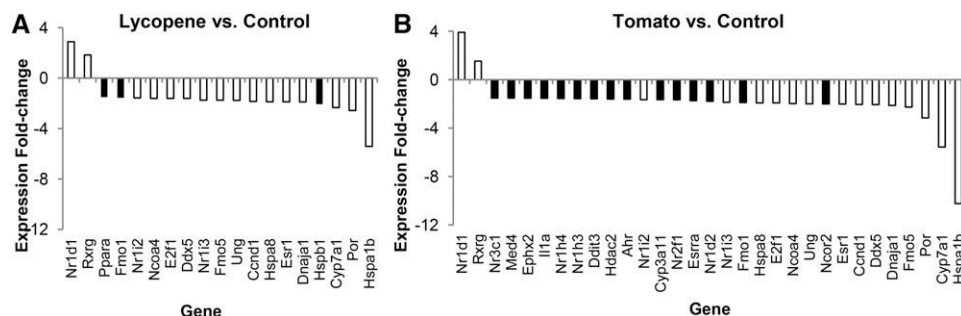 A
Lycopene vs. Control
Expression Fold-change
4
0
-4
-8
-12
Nr1d1
Rxrg
Ppara
Fmo1
Nr1i2
Ncoa4
E2f1
Ddx5
Nr1i3
Fmo5
Ung
Ccnd1
Hspa8
Esr1
Dnaja1
Hspb1
Cyp7a1
Por
Hspa1b
Gene
B
Tomato vs. Control
Expression Fold-change
4
0
-4
-8
-12
Nr1d1
Rxrg
Nr3c1
Med4
Ephx2
Il1a
Nr1h4
Nr1h3
Ddit3
Hdac2
Ahr
Nr1i2
Cyp3a11
Nr2f1
Esrra
Nr1d2
Nr1i3
Fmo1
Hspa8
E2f1
Ncoa4
Ung
Ncor2
Esr1
Ccnd1
Ddx5
Dnaja1
Fmo5
Por
Cyp7a1
Hspa1b
Gene